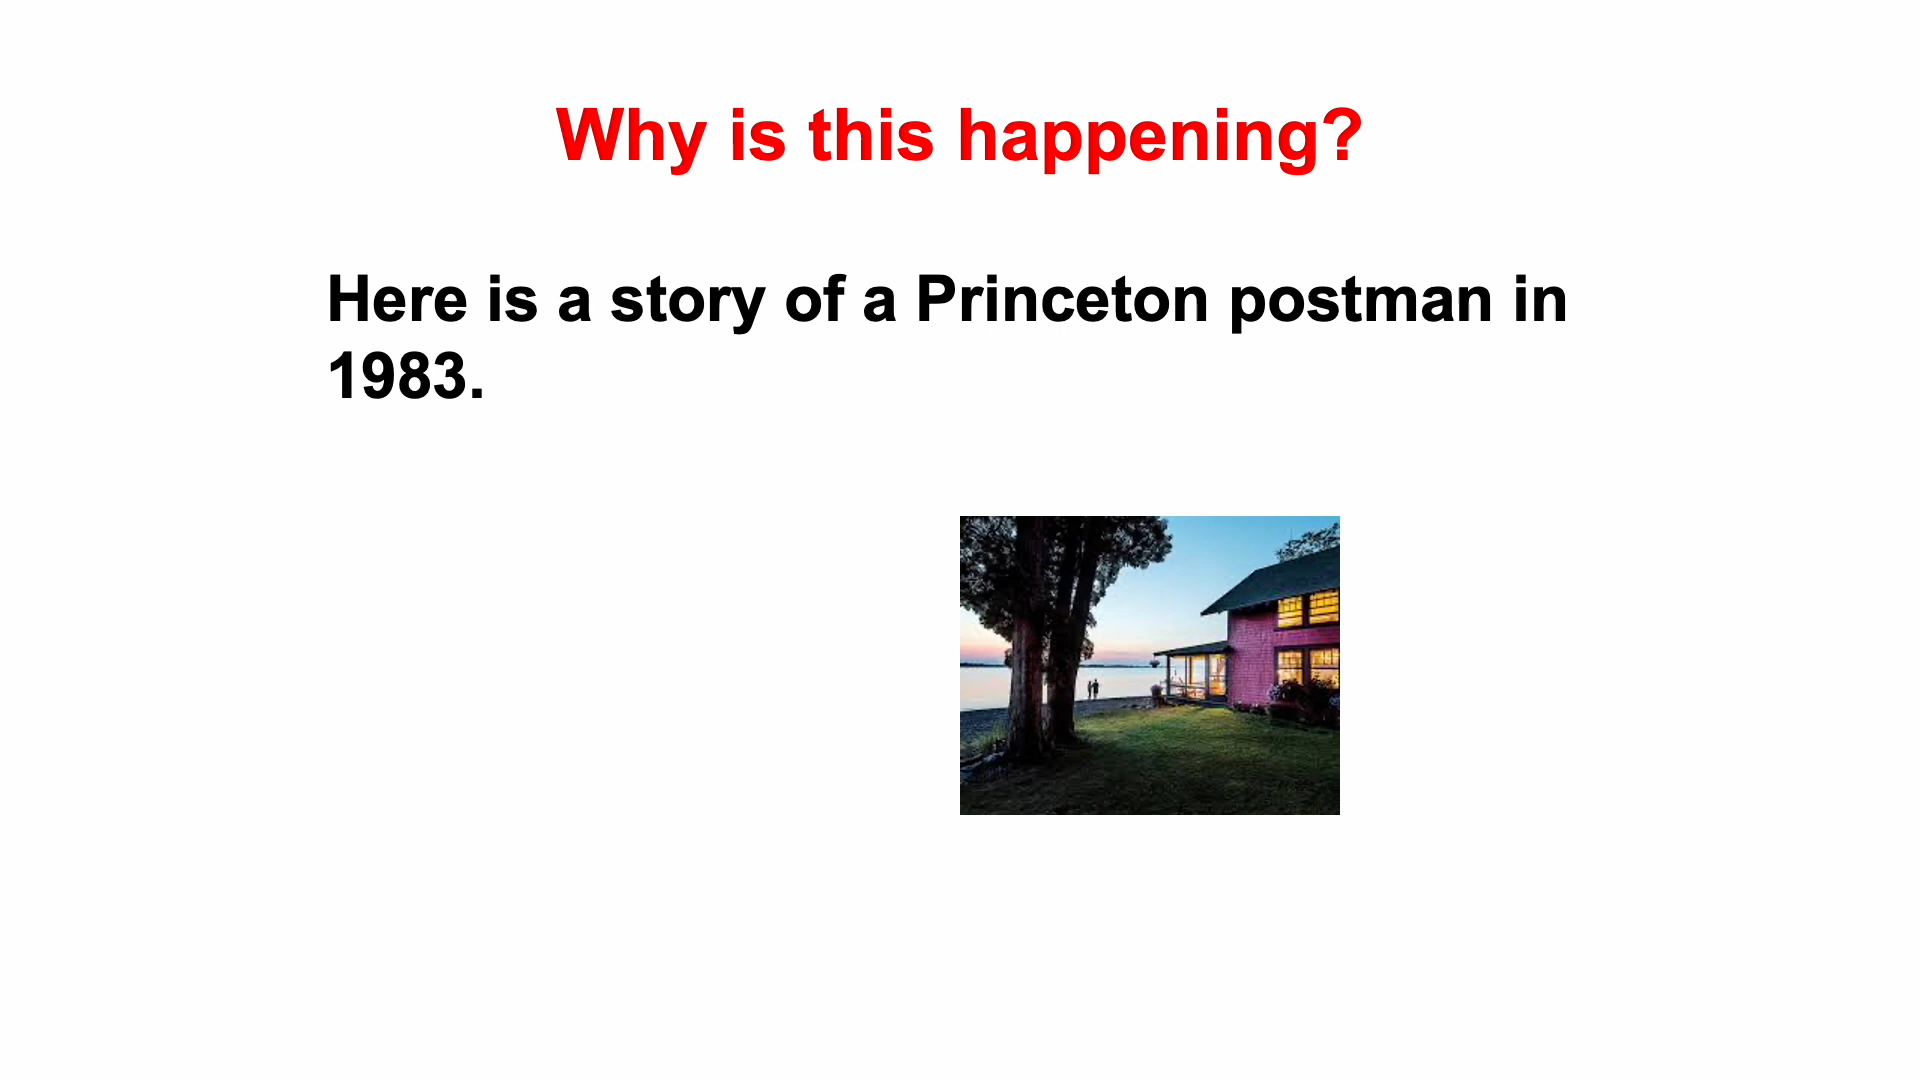 Why is this happening?
Here is a story of a Princeton postman in
1983.